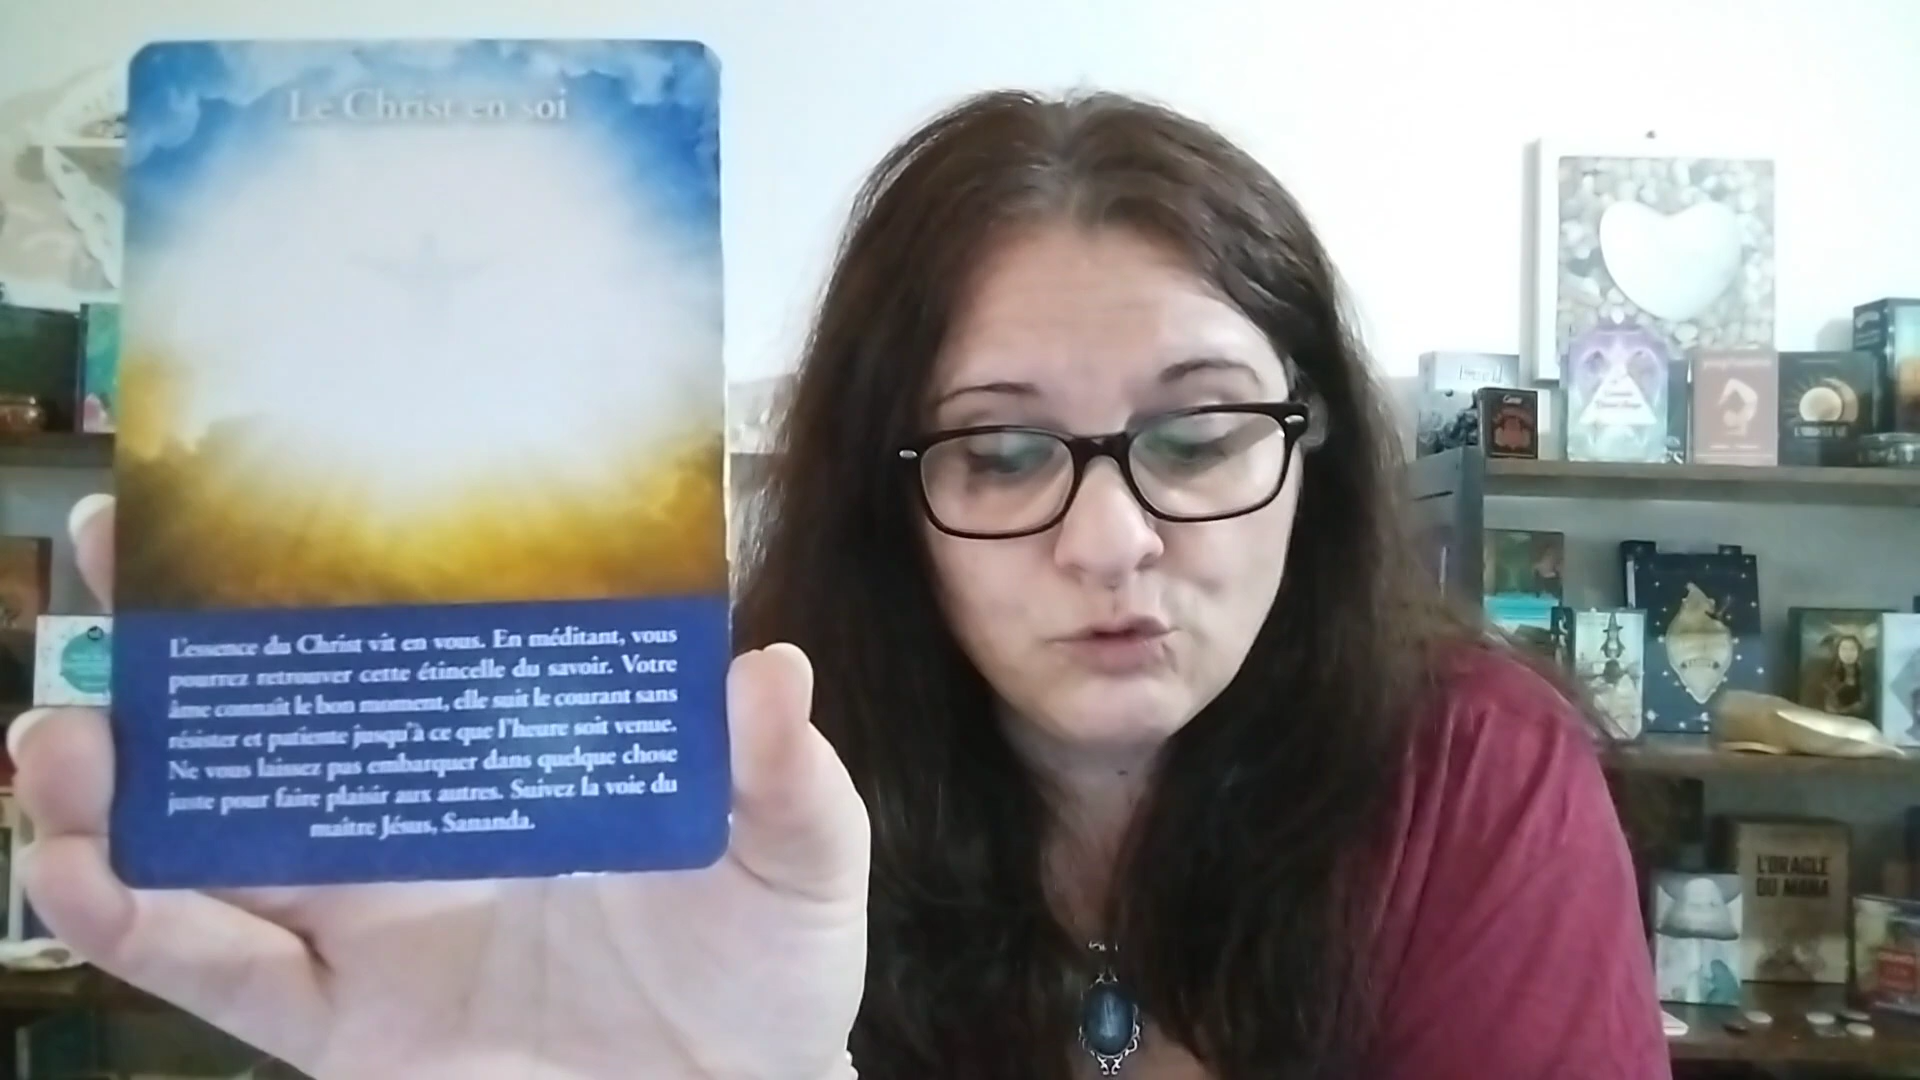 Le Christ en soi
L'essence du Christ vit en vous. En méditant, vous
pourrez retrouver cette étincelle du savoir. Votre
âme connaît le bon moment, elle suit le courant sans
résister et patiente jusqu'à ce que l'heure soit venue.
Ne vous laissez pas embarquer dans quelque chose
juste pour faire plaisir aux autres. Suivez la voie du
maître Jésus, Sananda.
L'ORACLE
DU MANA